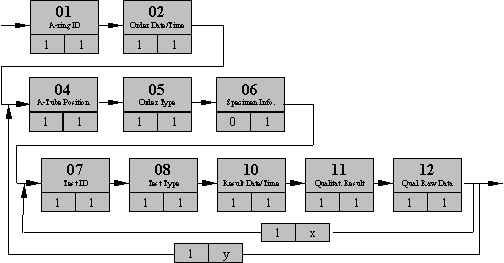 01 02
A-ring ID Order Date/Time
1 1 1 1
04 05 06
A-Tube Position Order Type Specimen Info.
1 1 1 1 0 1
07 08 10 11 12
Test ID Test Type Result Date/Time Qualitat. Result Qual Raw Data
1 1 1 1 1 1 1 1 1 1
1 x
1 y